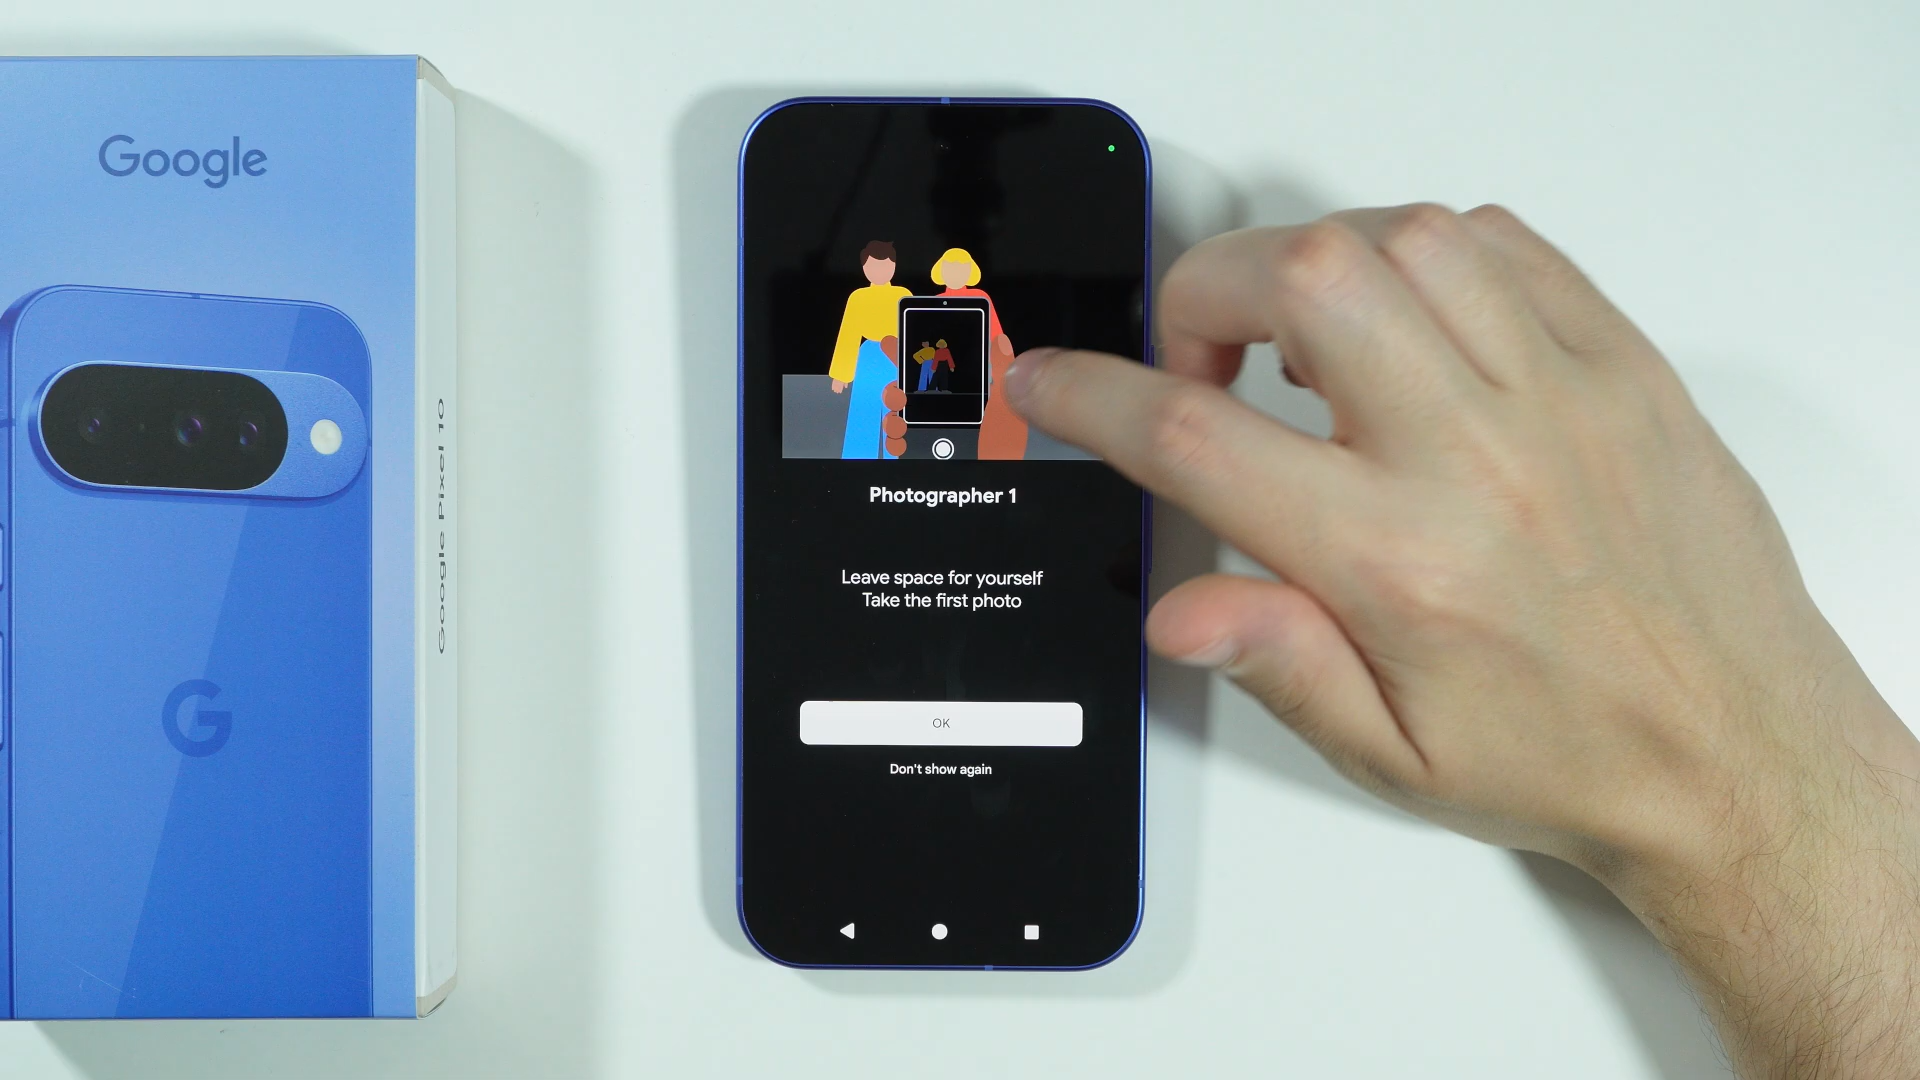 Google
Google Pixel 10
G
Photographer 1
Leave space for yourself
Take the first photo
OK
Don't show again